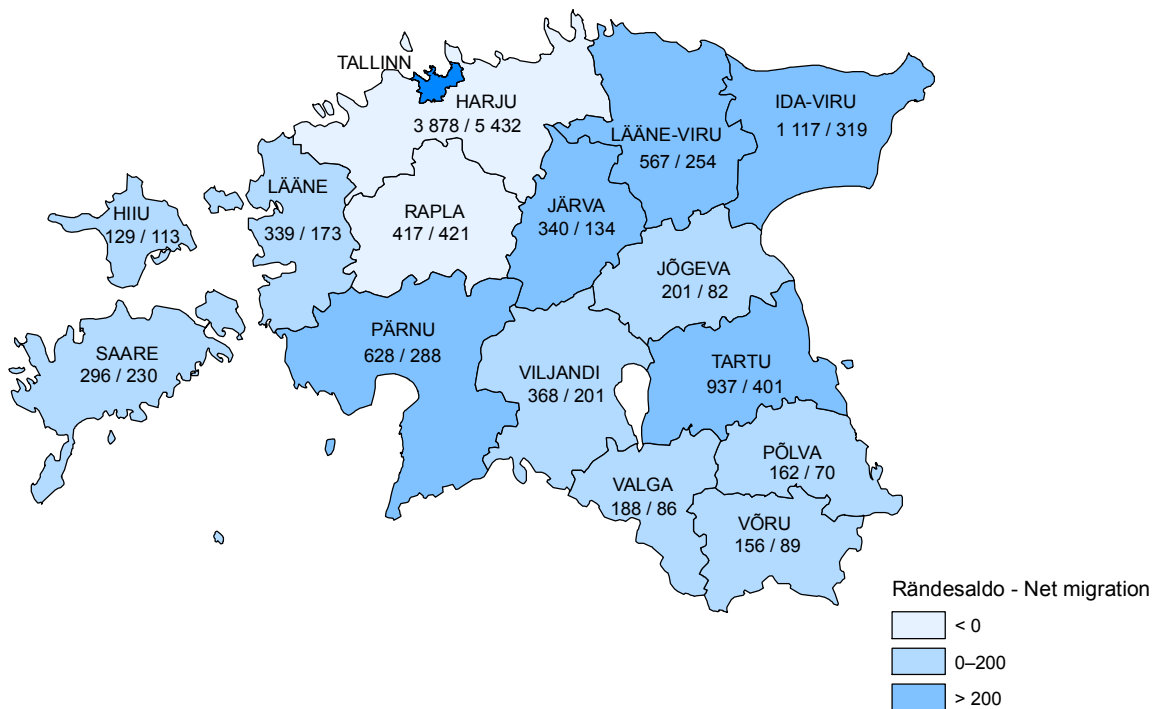 TALLINN
HARJU
3 878 / 5 432
IDA-VIRU
1 117 / 319
LÄÄNE-VIRU
567 / 254
LÄÄNE
339 / 173
RAPLA
417 / 421
JÄRVA
340 / 134
HIIU
129 / 113
JÕGEVA
201 / 82
PÄRNU
628 / 288
SAARE
296 / 230
VILJANDI
368 / 201
TARTU
937 / 401
PÕLVA
162 / 70
VALGA
188 / 86
VÕRU
156 / 89
Rändesaldo - Net migration
< 0
0–200
> 200